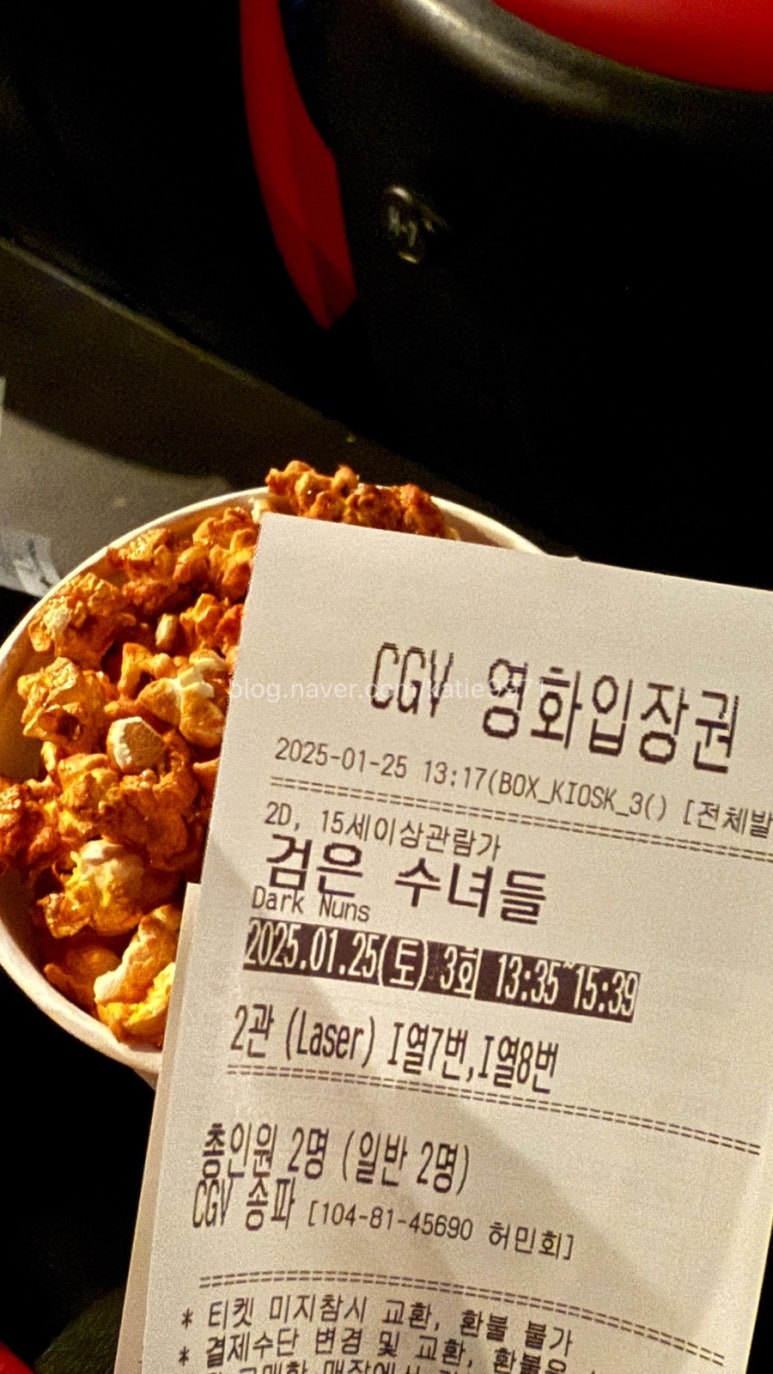 blog.naver.com/katie
CGV 영화입장권
2025-01-25 13:17(BOX_KIOSK_3() [전체발
2D, 15세이상관람가
검은 수녀들
Dark Nuns
2025.01.25(토) 3회 13:35~15:39
2관 (Laser) I열7번,I열8번
총인원 2명 (일반 2명)
CGV 송파 [104-81-45690 허민회]
* 티켓 미지참시 교환, 환불 불가
* 결제수단 변경 및 교환, 환불은